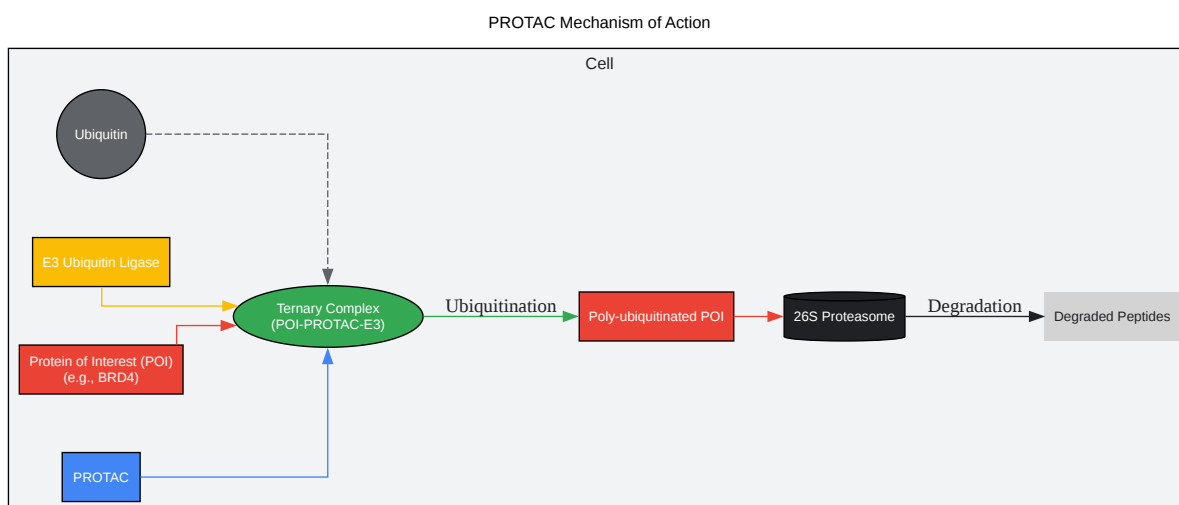 PROTAC Mechanism of Action
Cell
Ubiquitin
E3 Ubiquitin Ligase
Protein of Interest (POI)
(e.g., BRD4)
PROTAC
Ternary Complex
(POI-PROTAC-E3)
Ubiquitination
Poly-ubiquitinated POI
26S Proteasome
Degradation
Degraded Peptides